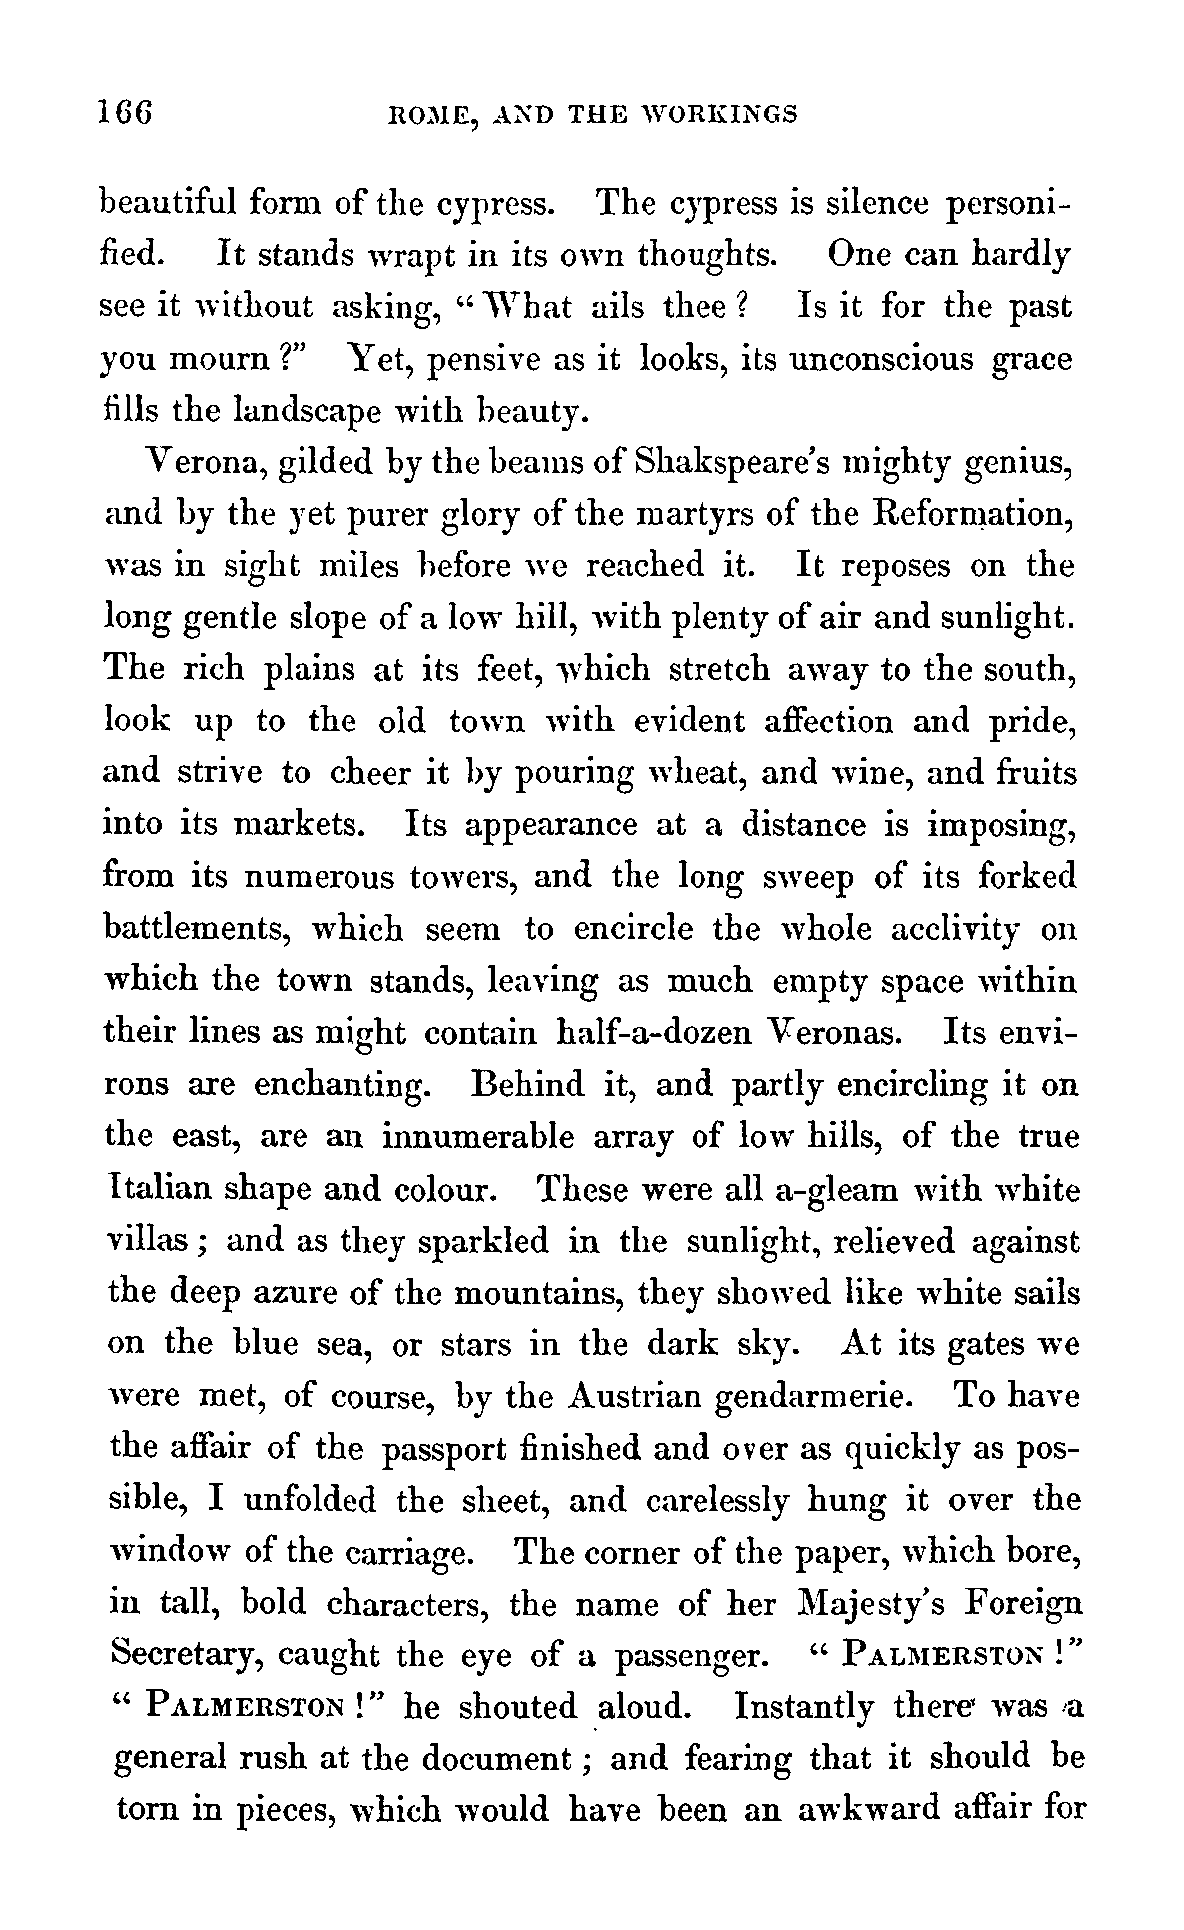 166 ROME, AND THE WORKINGS
beautiful form of the cypress. The cypress is silence personi-
fied. It stands wrapt in its own thoughts. One can hardly
see it without asking, “What ails thee? Is it for the past
you mourn?” Yet, pensive as it looks, its unconscious grace
fills the landscape with beauty.
Verona, gilded by the beams of Shakspeare's mighty genius,
and by the yet purer glory of the martyrs of the Reformation,
was in sight miles before we reached it. It reposes on the
long gentle slope of a low hill, with plenty of air and sunlight.
The rich plains at its feet, which stretch away to the south,
look up to the old town with evident affection and pride,
and strive to cheer it by pouring wheat, and wine, and fruits
into its markets. Its appearance at a distance is imposing,
from its numerous towers, and the long sweep of its forked
battlements, which seem to encircle the whole acclivity on
which the town stands, leaving as much empty space within
their lines as might contain half-a-dozen Veronas. Its envi-
rons are enchanting. Behind it, and partly encircling it on
the east, are an innumerable array of low hills, of the true
Italian shape and colour. These were all a-gleam with white
villas; and as they sparkled in the sunlight, relieved against
the deep azure of the mountains, they showed like white sails
on the blue sea, or stars in the dark sky. At its gates we
were met, of course, by the Austrian gendarmerie. To have
the affair of the passport finished and over as quickly as pos-
sible, I unfolded the sheet, and carelessly hung it over the
window of the carriage. The corner of the paper, which bore,
in tall, bold characters, the name of her Majesty's Foreign
Secretary, caught the eye of a passenger. “PALMERSTON!”
“PALMERSTON!” he shouted aloud. Instantly there was a
general rush at the document; and fearing that it should be
torn in pieces, which would have been an awkward affair for